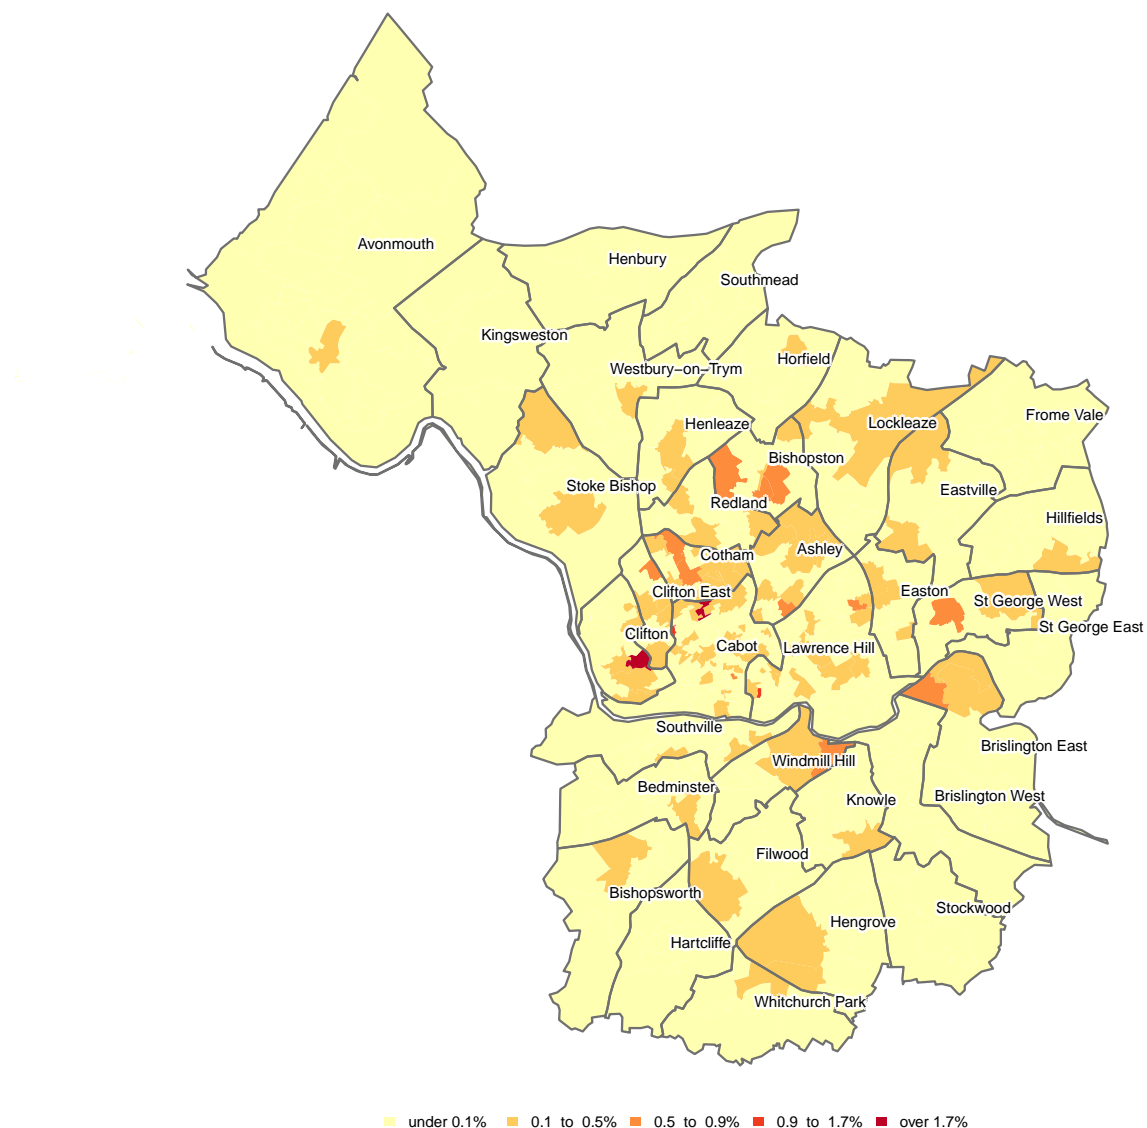 Avonmouth
Henbury
Southmead
Kingsweston
Horfield
Westbury−on−Trym
Frome Vale
Henleaze
Lockleaze
Bishopston
Stoke Bishop
Eastville
Redland
Hillfields
Ashley
Cotham
Clifton East
Easton
St George West
St George East
Clifton
Cabot
Lawrence Hill
Southville
Brislington East
Windmill Hill
Bedminster
Brislington West
Knowle
Filwood
Bishopsworth
Stockwood
Hengrove
Hartcliffe
Whitchurch Park
under 0.1% 0.1 to 0.5% 0.5 to 0.9% 0.9 to 1.7% over 1.7%